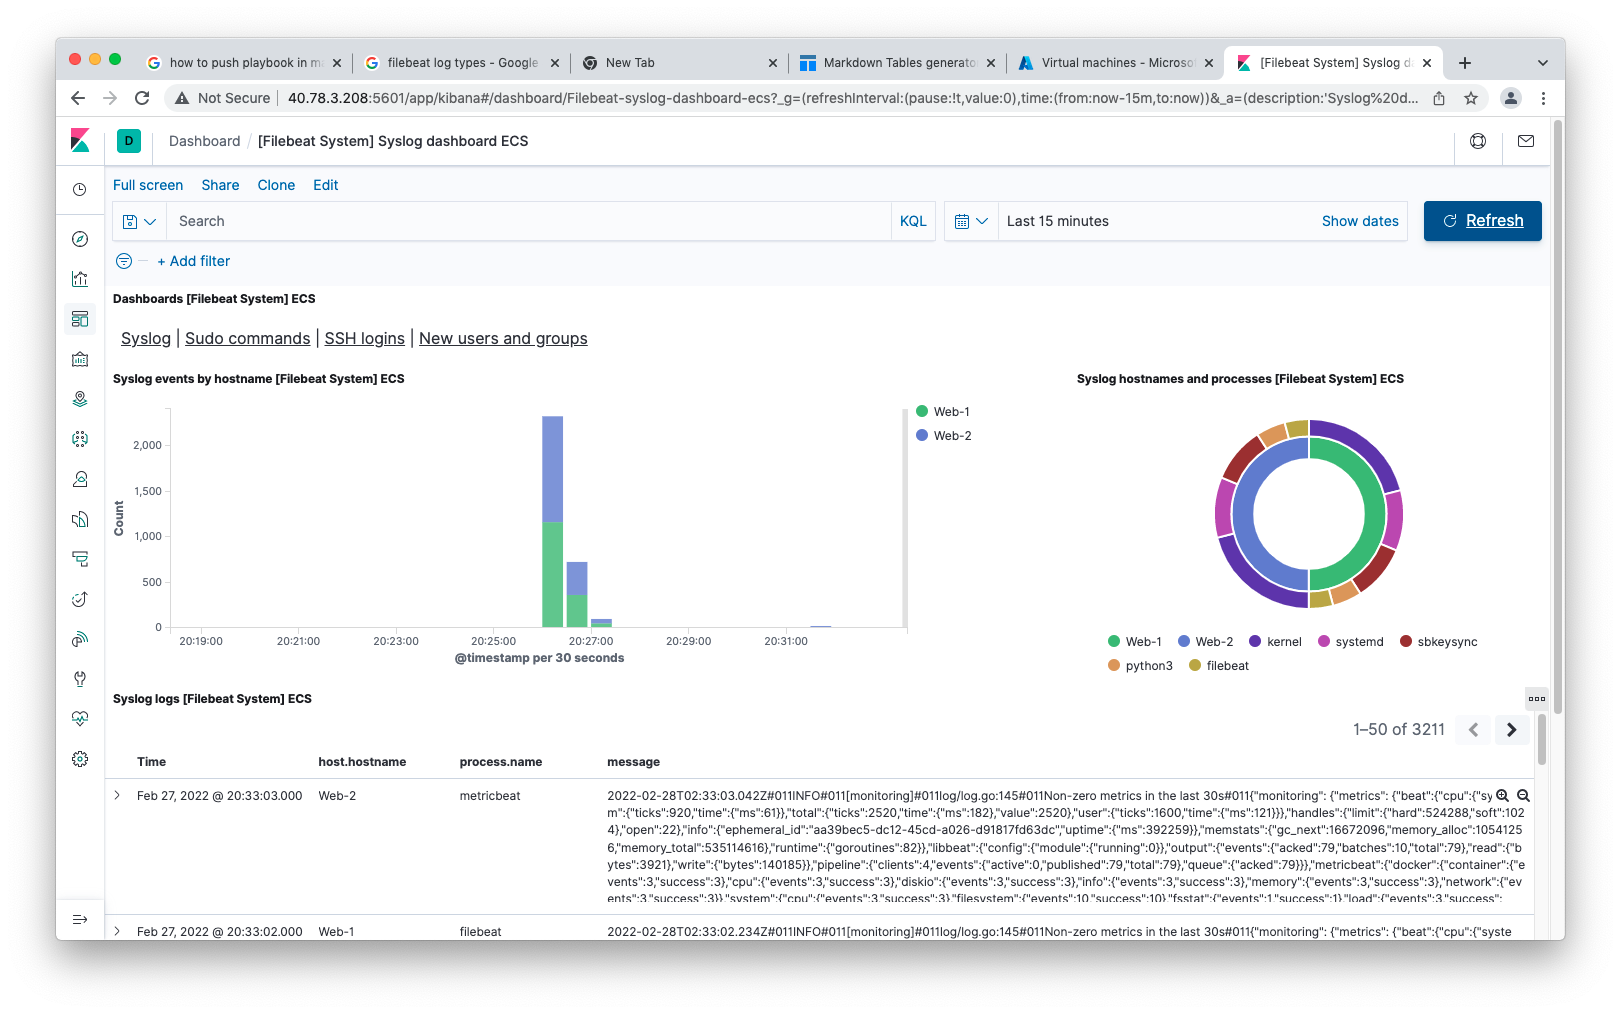 how to push playbook in m
filebeat log types - Google
New Tab
Markdown Tables generato
Virtual machines - Microso
[Filebeat System] Syslog d
Not Secure | 40.78.3.208:5601/app/kibana#/dashboard/Filebeat-syslog-dashboard-ecs?_g=(refreshInterval:(pause:!t,value:0),time:(from:now-15m,to:now))&_a=(description:'Syslog%20d...
D
Dashboard / [Filebeat System] Syslog dashboard ECS
Full screen Share Clone Edit
Search KQL Last 15 minutes Show dates Refresh
+ Add filter
Dashboards [Filebeat System] ECS
Syslog | Sudo commands | SSH logins | New users and groups
Syslog events by hostname [Filebeat System] ECS
Count
2,000
1,500
1,000
500
0
20:19:00 20:21:00 20:23:00 20:25:00 20:27:00 20:29:00 20:31:00
@timestamp per 30 seconds
Web-1
Web-2
Syslog hostnames and processes [Filebeat System] ECS
Web-1 Web-2 kernel systemd sbkeysync
python3 filebeat
Syslog logs [Filebeat System] ECS
1–50 of 3211
Time host.hostname process.name message
Feb 27, 2022 @ 20:33:03.000 Web-2 metricbeat 2022-02-28T02:33:03.042Z#011INFO#011[monitoring]#011log/log.go:145#011Non-zero metrics in the last 30s#011{"monitoring": {"metrics": {"beat":{"cpu":{"sy
m":{"ticks":920,"time":{"ms":61}},"total":{"ticks":2520,"time":{"ms":182},"value":2520},"user":{"ticks":1600,"time":{"ms":121}}},"handles":{"limit":{"hard":524288,"soft":102
4},"open":22},"info":{"ephemeral_id":"aa39bec5-dc12-45cd-a026-d91817fd63dc","uptime":{"ms":392259}},"memstats":{"gc_next":16672096,"memory_alloc":1054125
6,"memory_total":535114616},"runtime":{"goroutines":82}},"libbeat":{"config":{"module":{"running":0}},"output":{"events":{"acked":79,"batches":10,"total":79},"read":{"b
ytes":3921},"write":{"bytes":140185}},"pipeline":{"clients":4,"events":{"active":0,"published":79,"total":79},"queue":{"acked":79}}},"metricbeat":{"docker":{"container":{"e
vents":3,"success":3},"cpu":{"events":3,"success":3},"diskio":{"events":3,"success":3},"info":{"events":3,"success":3},"memory":{"events":3,"success":3},"network":{"ev
ents":3,"success":3}},"system":{"cpu":{"events":3,"success":3},"filesystem":{"events":10,"success":10},"fsstat":{"events":1,"success":1},"load":{"events":3,"success":
Feb 27, 2022 @ 20:33:02.000 Web-1 filebeat 2022-02-28T02:33:02.234Z#011INFO#011[monitoring]#011log/log.go:145#011Non-zero metrics in the last 30s#011{"monitoring": {"metrics": {"beat":{"cpu":{"syste